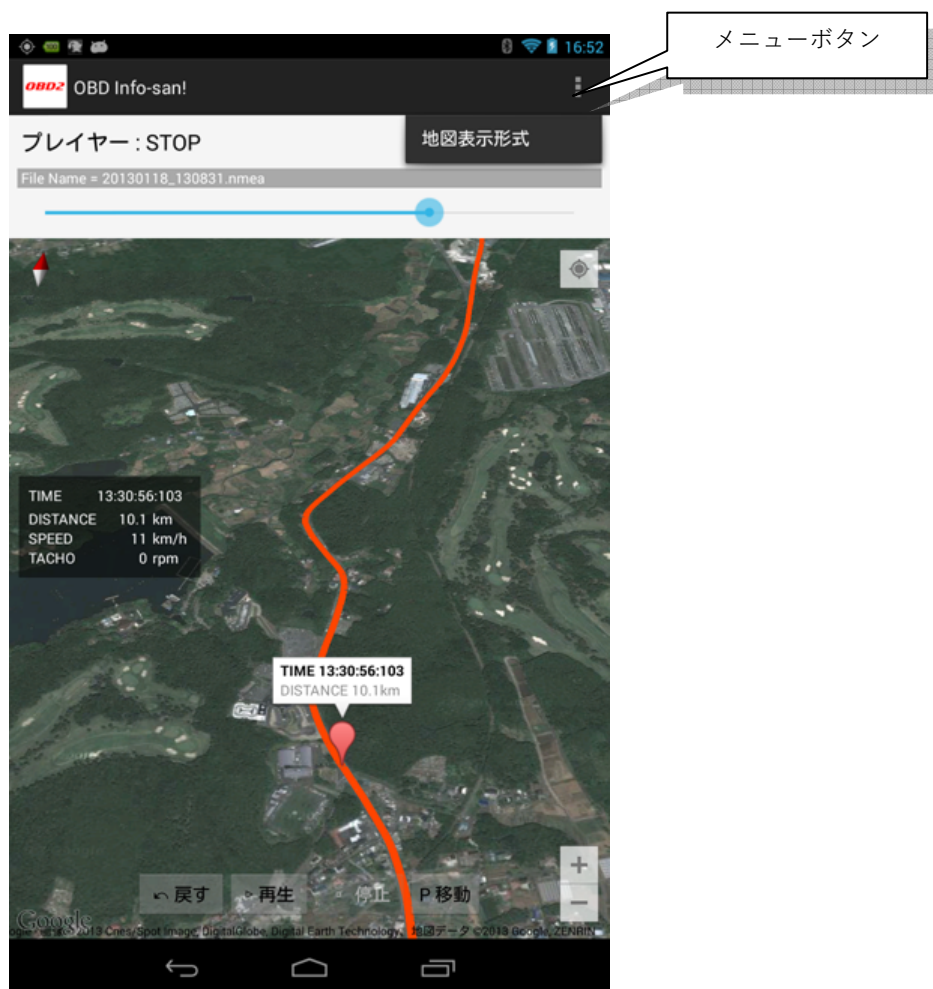 メニューボタン
16:52
OBD2 OBD Info-san!
プレイヤー : STOP
地図表示形式
File Name = 20130118_130831.nmea
TIME 13:30:56:103
DISTANCE 10.1 km
SPEED 11 km/h
TACHO 0 rpm
TIME 13:30:56:103
DISTANCE 10.1km
+
戻す 再生 停止 P 移動
−
Google
2013 Cnes/Spot Image, DigitalGlobe, Digital Earth Technology、地図データ ©2013 Google, ZENRIN